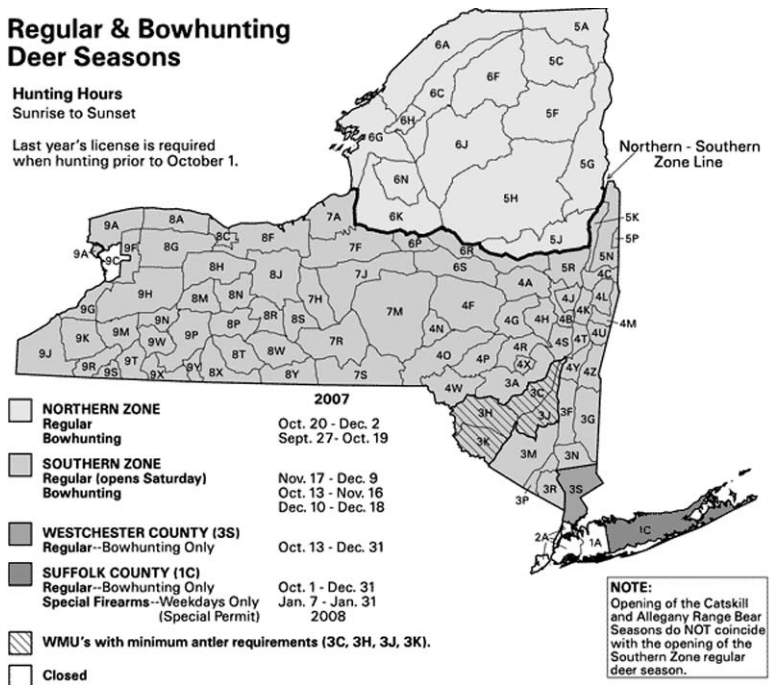 Regular & Bowhunting
Deer Seasons
Hunting Hours
Sunrise to Sunset
Last year's license is required
when hunting prior to October 1.
Northern - Southern
Zone Line
6A
5A
5C
6F
6C
6H
5F
6G
6J
5G
6N
5H
6K
5J
5K
5P
7A
9A
8A
8C
8F
9A
9F
9C
8G
7F
6P
6R
5N
8H
8J
7J
6S
5R
4C
4A
9H
8M
8N
7H
4J
4L
9G
7M
4F
4K
9N
8R
8S
4G
4H
4B
4M
9K
9M
8P
4N
4U
9W
9P
7R
4R
4S
4T
9J
8T
8W
4O
4P
4X
9R
9T
4Y
4Z
9S
9X
9Y
8X
8Y
7S
4W
3A
3C
3H
3J
3F
3G
3K
3M
3N
3P
3R
3S
2A
1A
1C
2007
NORTHERN ZONE
Regular Oct. 20 - Dec. 2
Bowhunting Sept. 27- Oct. 19
SOUTHERN ZONE
Regular (opens Saturday) Nov. 17 - Dec. 9
Bowhunting Oct. 13 - Nov. 16
Dec. 10 - Dec. 18
WESTCHESTER COUNTY (3S)
Regular--Bowhunting Only Oct. 13 - Dec. 31
SUFFOLK COUNTY (1C)
Regular--Bowhunting Only Oct. 1 - Dec. 31
Special Firearms--Weekdays Only Jan. 7 - Jan. 31
(Special Permit) 2008
WMU's with minimum antler requirements (3C, 3H, 3J, 3K).
Closed
NOTE:
Opening of the Catskill
and Allegany Range Bear
Seasons do NOT coincide
with the opening of the
Southern Zone regular
deer season.